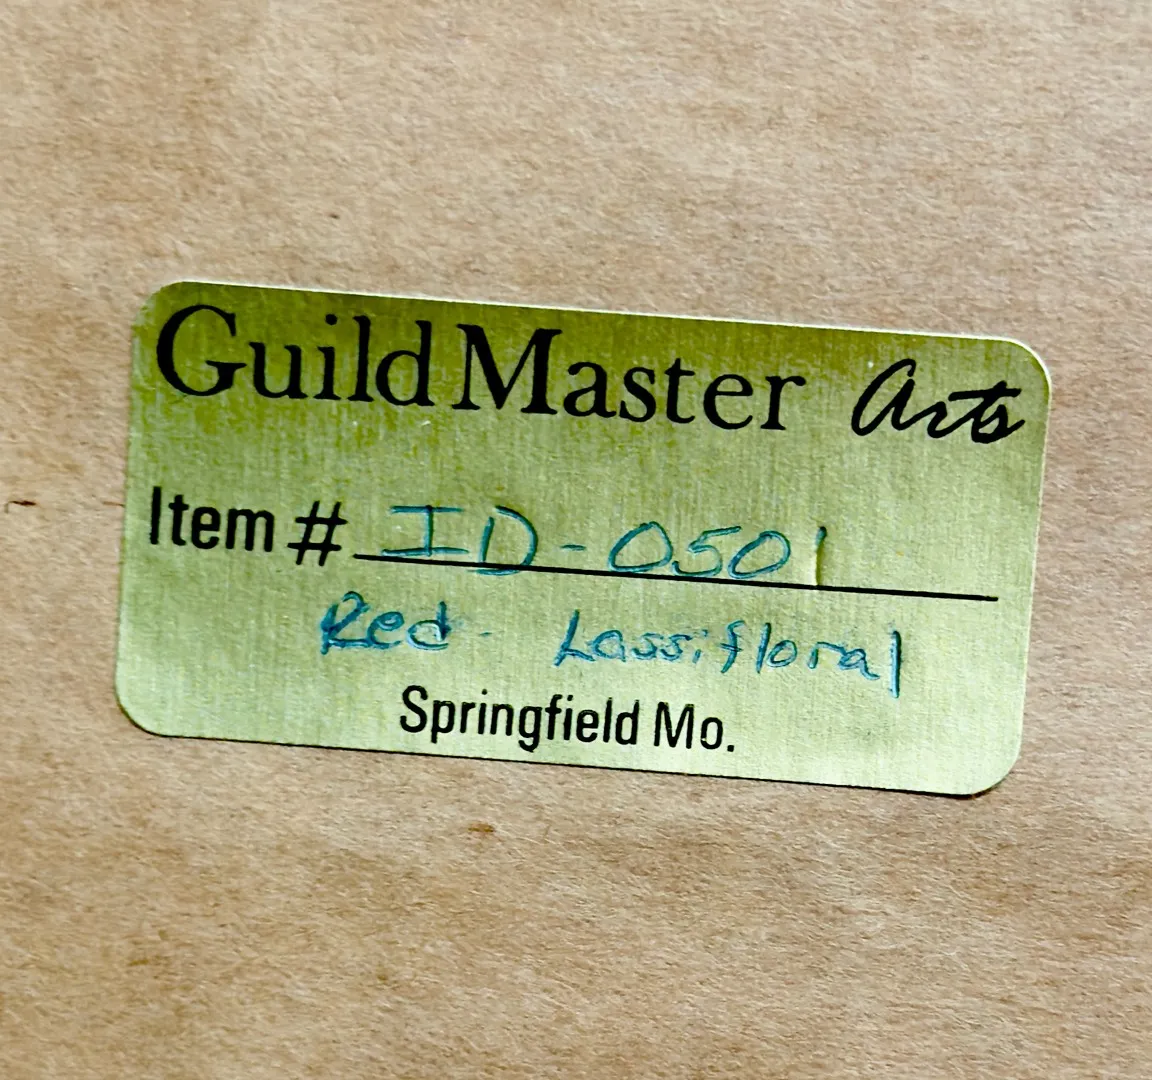 GuildMaster Arts
Item # ID-0501
Red Lassifloral
Springfield Mo.